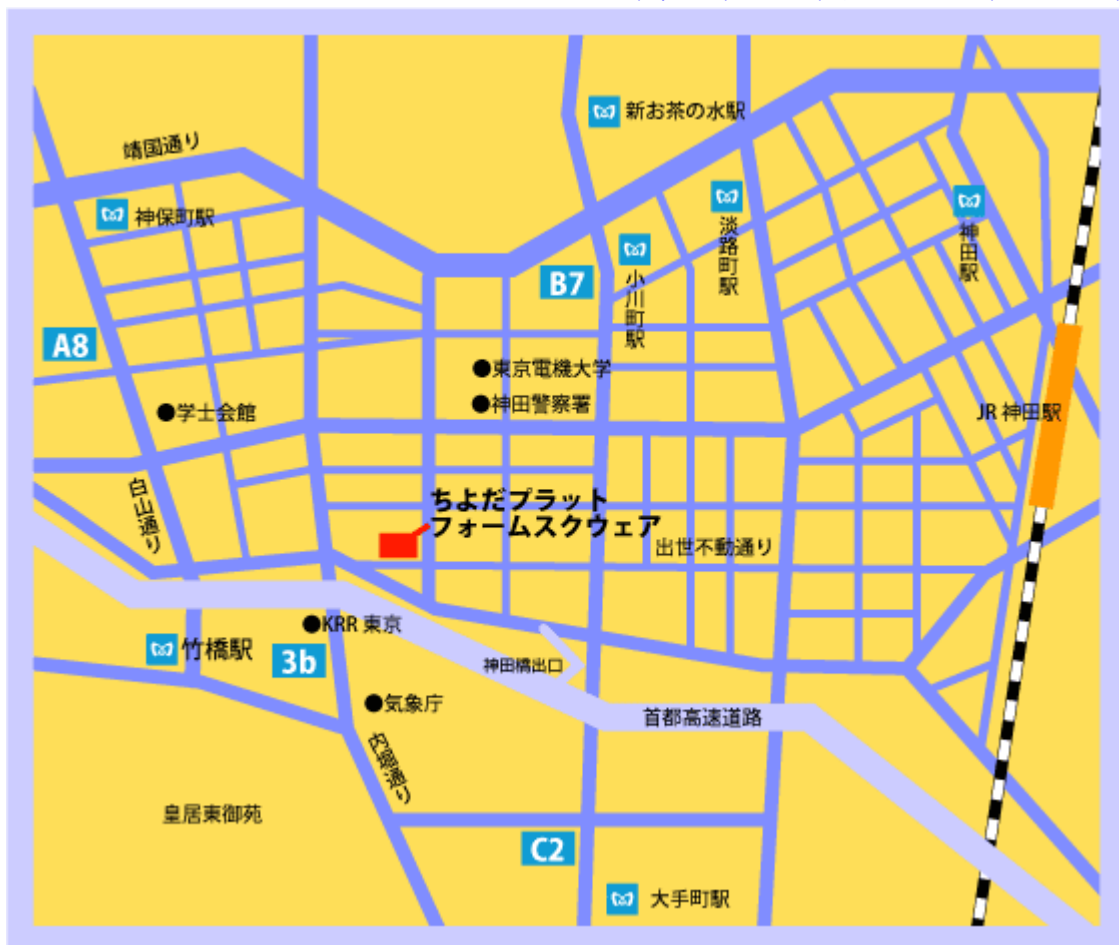 新お茶の水駅
靖国通り
神保町駅
淡路町駅
神田駅
小川町駅
B7
A8
●東京電機大学
●神田警察署
●学士会館
JR 神田駅
白山通り
ちよだプラット
フォームスクウェア
出世不動通り
●KRR 東京
竹橋駅
3b
神田橋出口
●気象庁
首都高速道路
内堀通り
皇居東御苑
C2
大手町駅